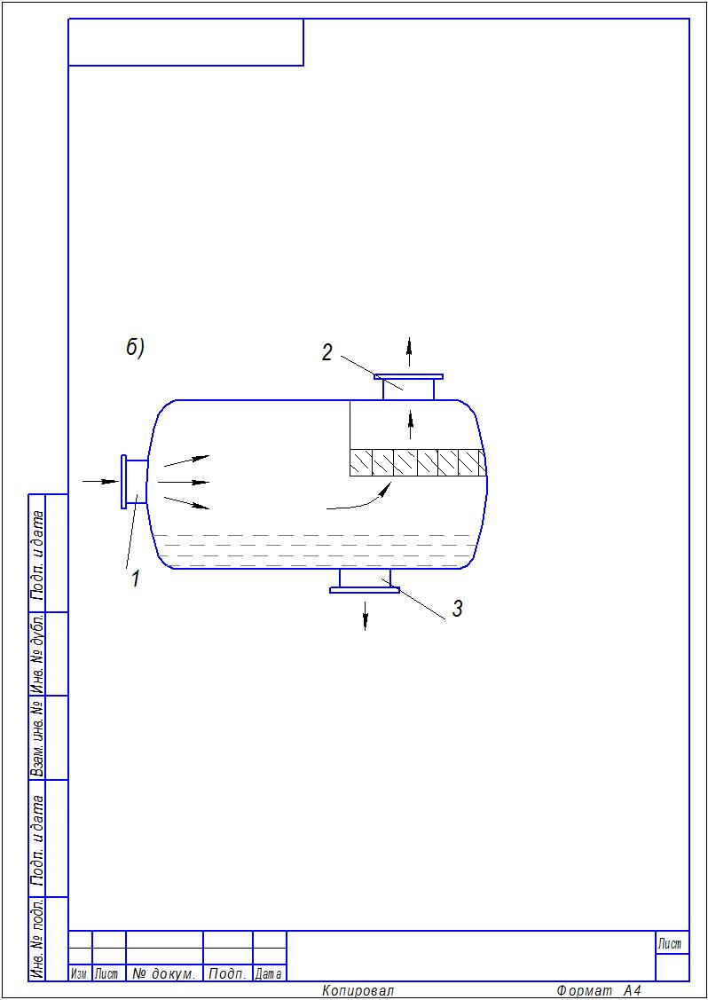 б)
2
1
3
Подп. и дата
Инв. № дубл.
Взам. инв. №
Подп. и дата
Инв. № подл.
Изм. Лист № докум. Подп. Дата
Лист
Копировал Формат А4